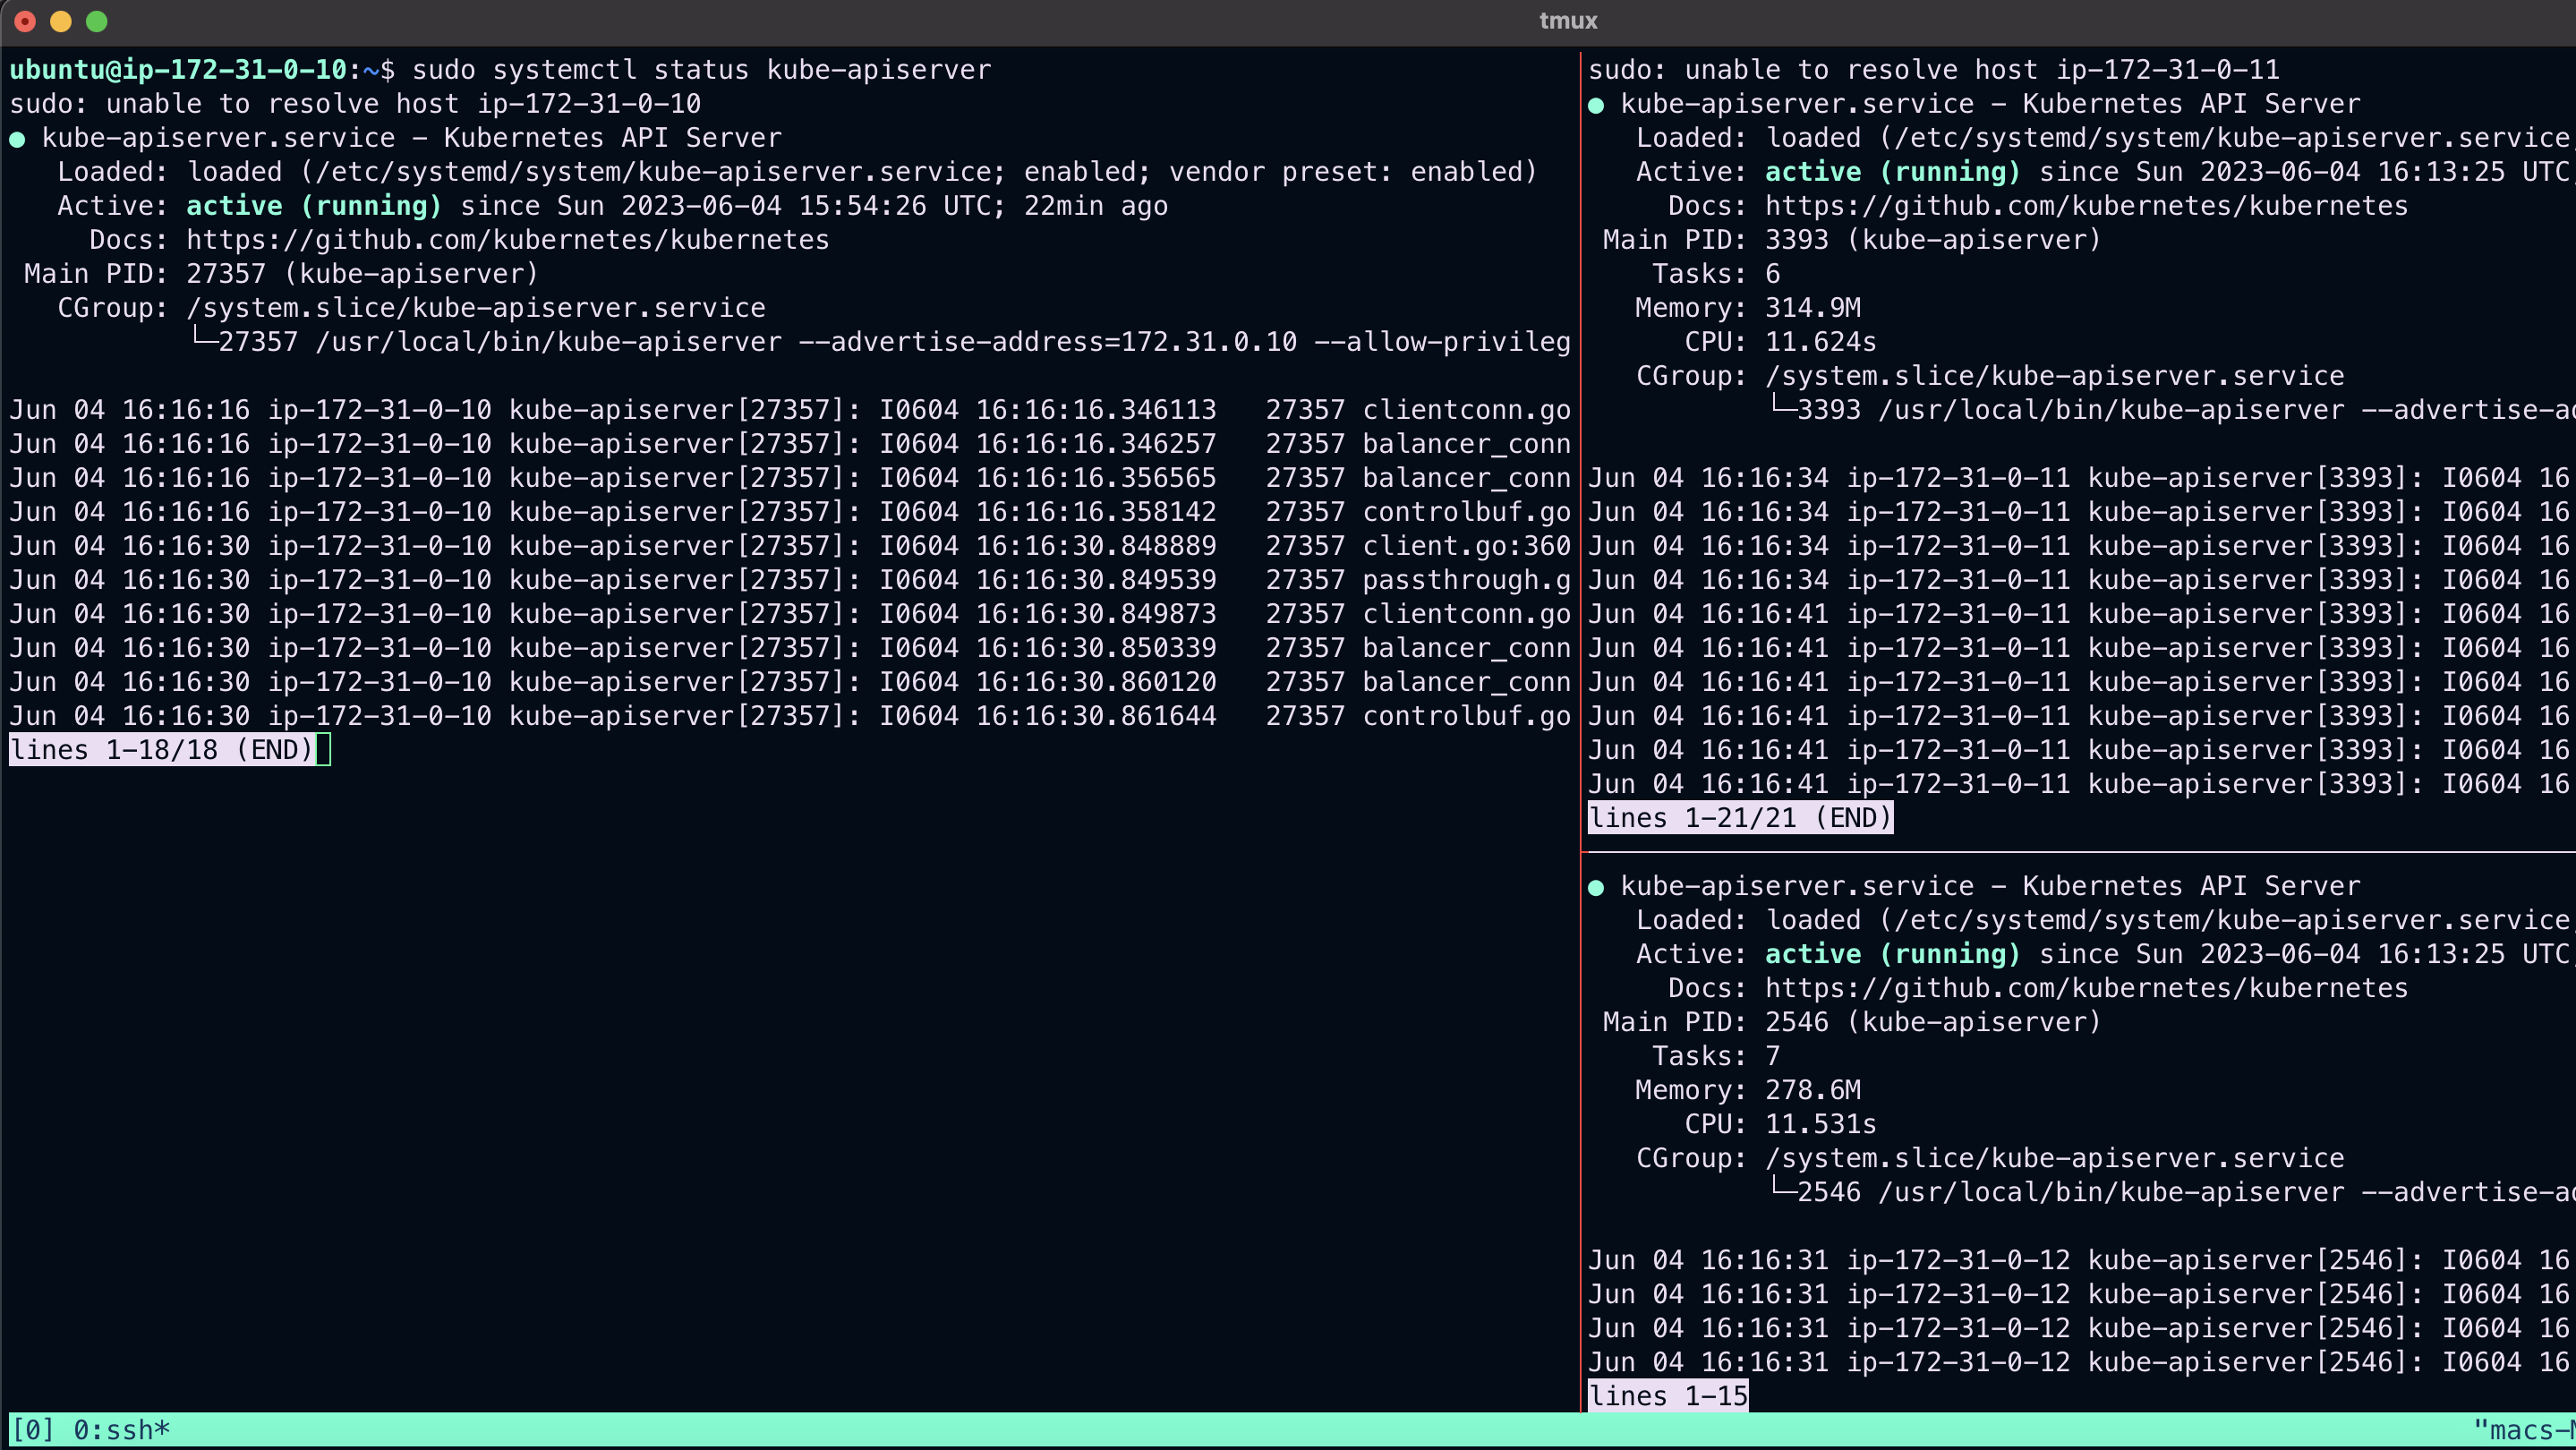 tmux
ubuntu@ip-172-31-0-10:~$ sudo systemctl status kube-apiserver
sudo: unable to resolve host ip-172-31-0-10
● kube-apiserver.service - Kubernetes API Server
Loaded: loaded (/etc/systemd/system/kube-apiserver.service; enabled; vendor preset: enabled)
Active: active (running) since Sun 2023-06-04 15:54:26 UTC; 22min ago
Docs: https://github.com/kubernetes/kubernetes
Main PID: 27357 (kube-apiserver)
CGroup: /system.slice/kube-apiserver.service
└─27357 /usr/local/bin/kube-apiserver --advertise-address=172.31.0.10 --allow-privileg
Jun 04 16:16:16 ip-172-31-0-10 kube-apiserver[27357]: I0604 16:16:16.346113   27357 clientconn.go
Jun 04 16:16:16 ip-172-31-0-10 kube-apiserver[27357]: I0604 16:16:16.346257   27357 balancer_conn
Jun 04 16:16:16 ip-172-31-0-10 kube-apiserver[27357]: I0604 16:16:16.356565   27357 balancer_conn
Jun 04 16:16:16 ip-172-31-0-10 kube-apiserver[27357]: I0604 16:16:16.358142   27357 controlbuf.go
Jun 04 16:16:30 ip-172-31-0-10 kube-apiserver[27357]: I0604 16:16:30.848889   27357 client.go:360
Jun 04 16:16:30 ip-172-31-0-10 kube-apiserver[27357]: I0604 16:16:30.849539   27357 passthrough.g
Jun 04 16:16:30 ip-172-31-0-10 kube-apiserver[27357]: I0604 16:16:30.849873   27357 clientconn.go
Jun 04 16:16:30 ip-172-31-0-10 kube-apiserver[27357]: I0604 16:16:30.850339   27357 balancer_conn
Jun 04 16:16:30 ip-172-31-0-10 kube-apiserver[27357]: I0604 16:16:30.860120   27357 balancer_conn
Jun 04 16:16:30 ip-172-31-0-10 kube-apiserver[27357]: I0604 16:16:30.861644   27357 controlbuf.go
lines 1-18/18 (END)
sudo: unable to resolve host ip-172-31-0-11
● kube-apiserver.service - Kubernetes API Server
Loaded: loaded (/etc/systemd/system/kube-apiserver.service;
Active: active (running) since Sun 2023-06-04 16:13:25 UTC;
Docs: https://github.com/kubernetes/kubernetes
Main PID: 3393 (kube-apiserver)
Tasks: 6
Memory: 314.9M
CPU: 11.624s
CGroup: /system.slice/kube-apiserver.service
└─3393 /usr/local/bin/kube-apiserver --advertise-ad
Jun 04 16:16:34 ip-172-31-0-11 kube-apiserver[3393]: I0604 16
Jun 04 16:16:34 ip-172-31-0-11 kube-apiserver[3393]: I0604 16
Jun 04 16:16:34 ip-172-31-0-11 kube-apiserver[3393]: I0604 16
Jun 04 16:16:34 ip-172-31-0-11 kube-apiserver[3393]: I0604 16
Jun 04 16:16:41 ip-172-31-0-11 kube-apiserver[3393]: I0604 16
Jun 04 16:16:41 ip-172-31-0-11 kube-apiserver[3393]: I0604 16
Jun 04 16:16:41 ip-172-31-0-11 kube-apiserver[3393]: I0604 16
Jun 04 16:16:41 ip-172-31-0-11 kube-apiserver[3393]: I0604 16
Jun 04 16:16:41 ip-172-31-0-11 kube-apiserver[3393]: I0604 16
Jun 04 16:16:41 ip-172-31-0-11 kube-apiserver[3393]: I0604 16
lines 1-21/21 (END)
● kube-apiserver.service - Kubernetes API Server
Loaded: loaded (/etc/systemd/system/kube-apiserver.service;
Active: active (running) since Sun 2023-06-04 16:13:25 UTC;
Docs: https://github.com/kubernetes/kubernetes
Main PID: 2546 (kube-apiserver)
Tasks: 7
Memory: 278.6M
CPU: 11.531s
CGroup: /system.slice/kube-apiserver.service
└─2546 /usr/local/bin/kube-apiserver --advertise-ad
Jun 04 16:16:31 ip-172-31-0-12 kube-apiserver[2546]: I0604 16
Jun 04 16:16:31 ip-172-31-0-12 kube-apiserver[2546]: I0604 16
Jun 04 16:16:31 ip-172-31-0-12 kube-apiserver[2546]: I0604 16
Jun 04 16:16:31 ip-172-31-0-12 kube-apiserver[2546]: I0604 16
lines 1-15
[0] 0:ssh* "macs-M